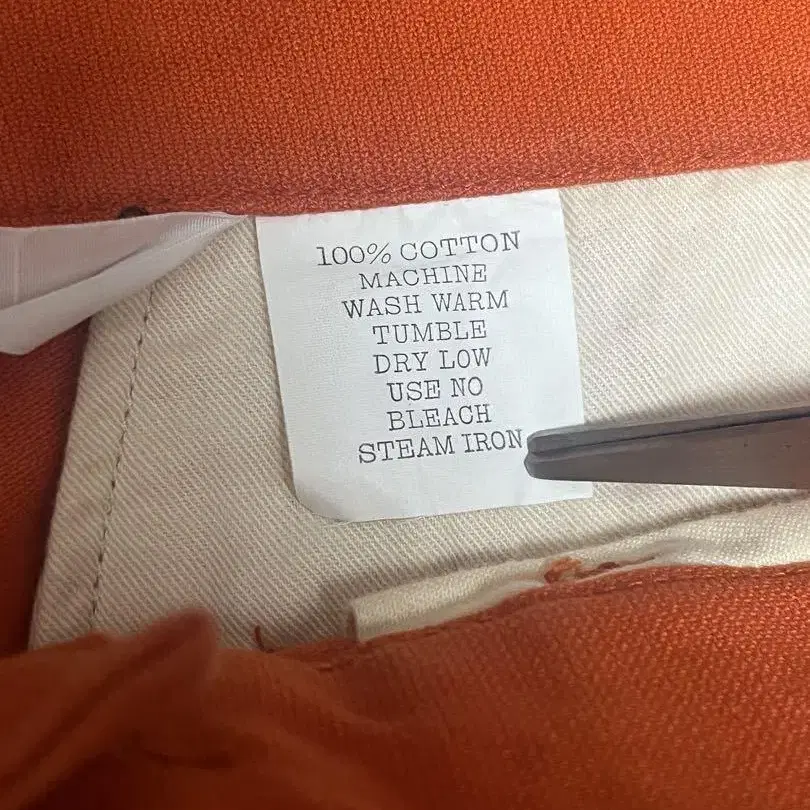 100% COTTON
MACHINE
WASH WARM
TUMBLE
DRY LOW
USE NO
BLEACH
STEAM IRON